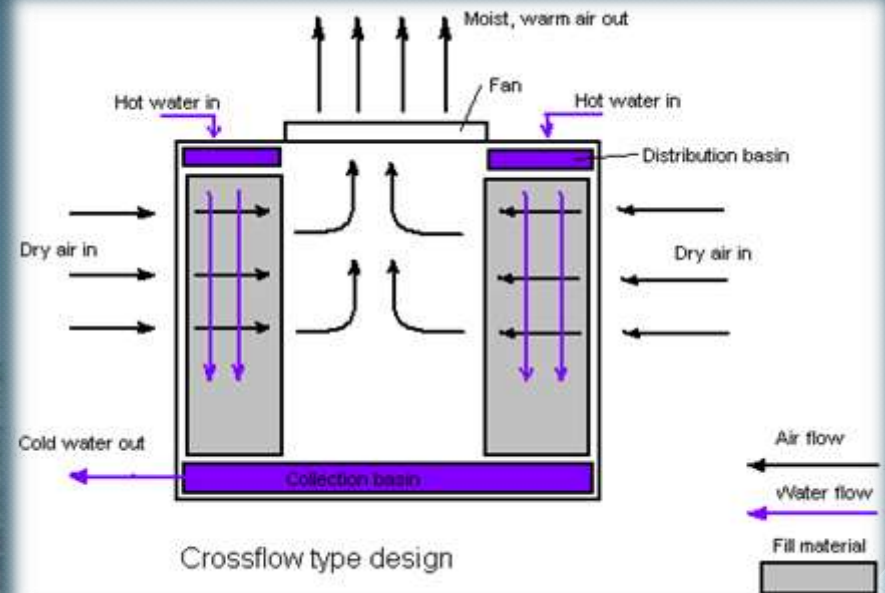 Moist, warm air out
Fan
Hot water in
Hot water in
Distribution basin
Dry air in
Dry air in
Cold water out
Collection basin
Air flow
Water flow
Fill material
Crossflow type design